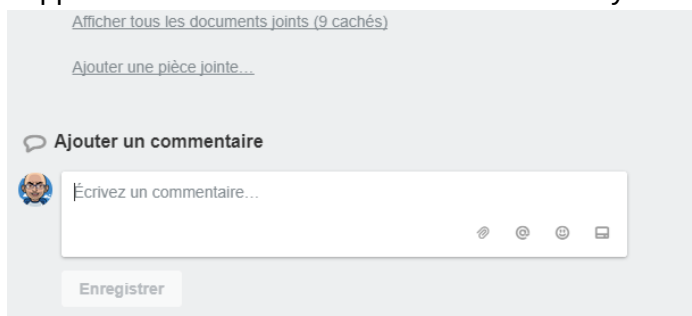 Afficher tous les documents joints (9 cachés)
Ajouter une pièce jointe…
Ajouter un commentaire
Écrivez un commentaire…
Enregistrer